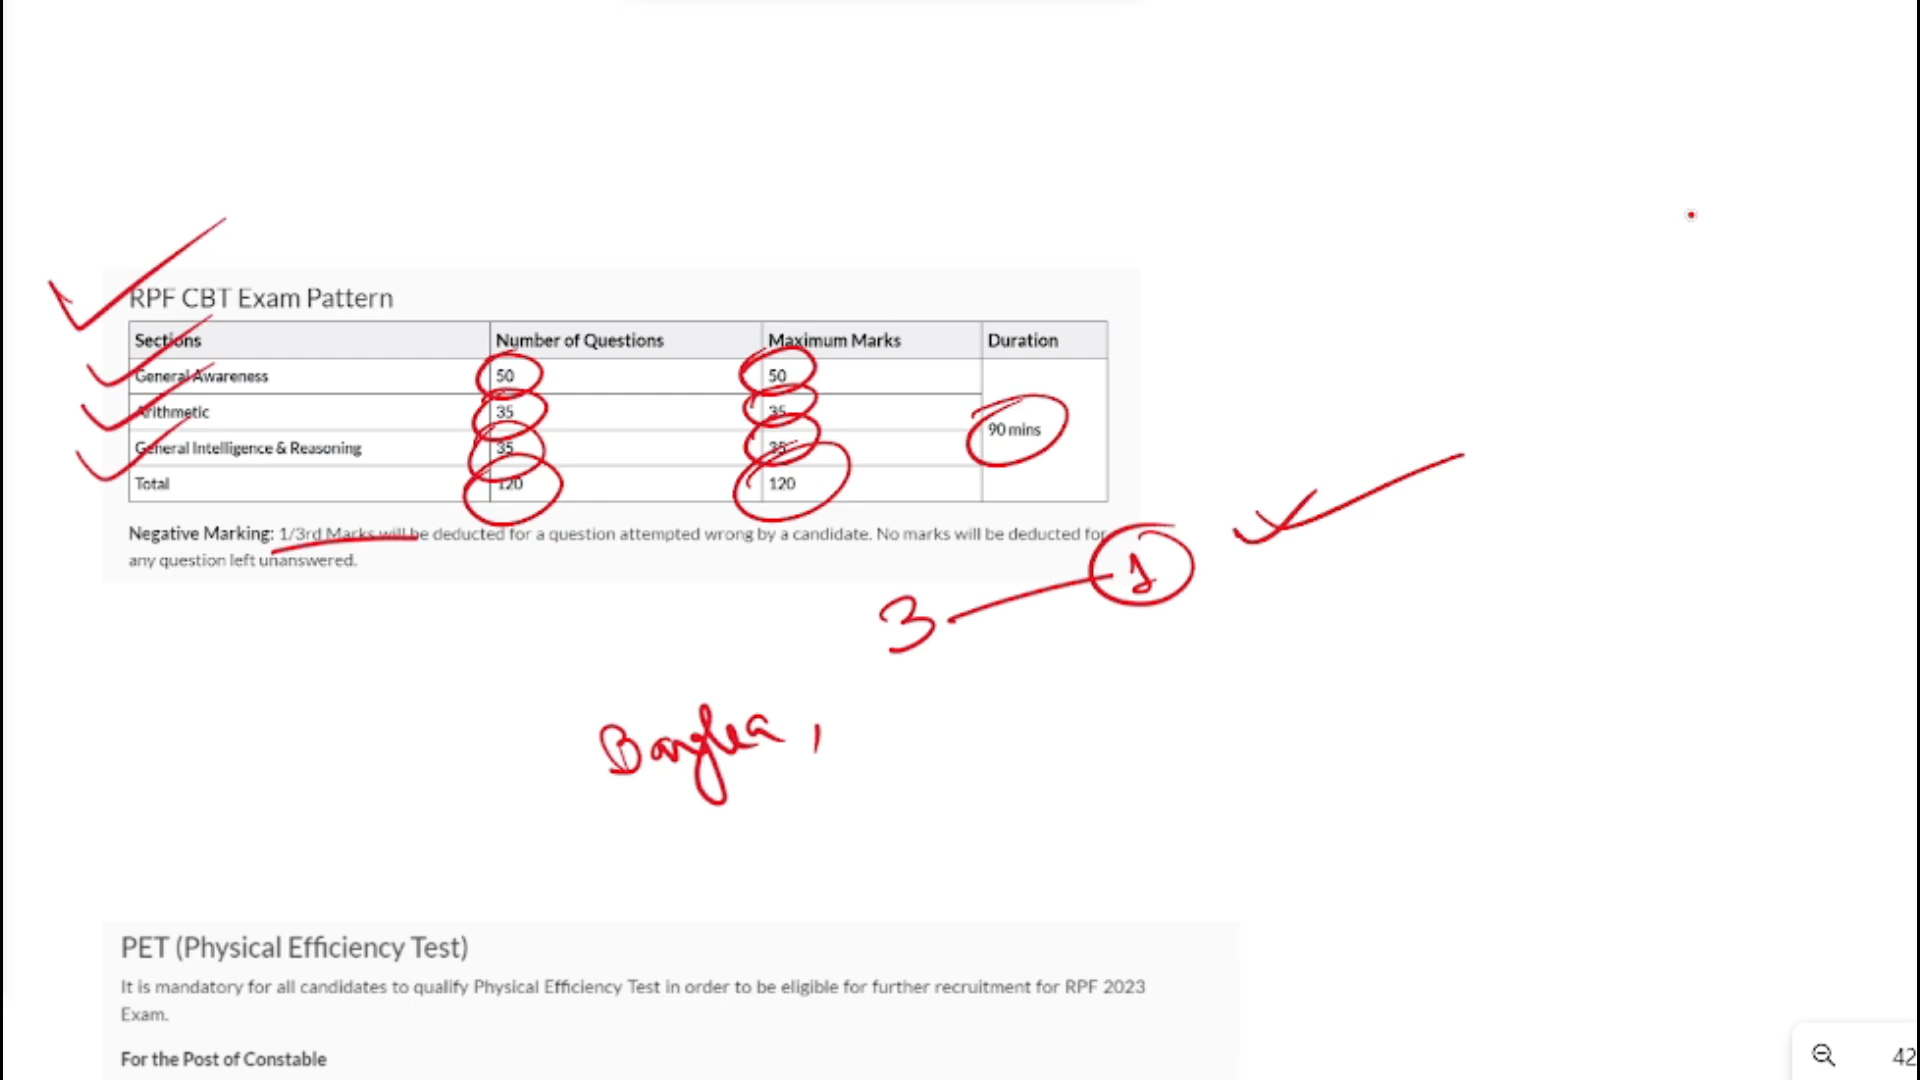 RPF CBT Exam Pattern
Sections Number of Questions Maximum Marks Duration
General Awareness 50 50
Arithmetic 35 35
90 mins
General Intelligence & Reasoning 35 35
Total 120 120
Negative Marking: 1/3rd Marks will be deducted for a question attempted wrong by a candidate. No marks will be deducted for
any question left unanswered.
3 1
PET (Physical Efficiency Test)
It is mandatory for all candidates to qualify Physical Efficiency Test in order to be eligible for further recruitment for RPF 2023
Exam.
For the Post of Constable
42